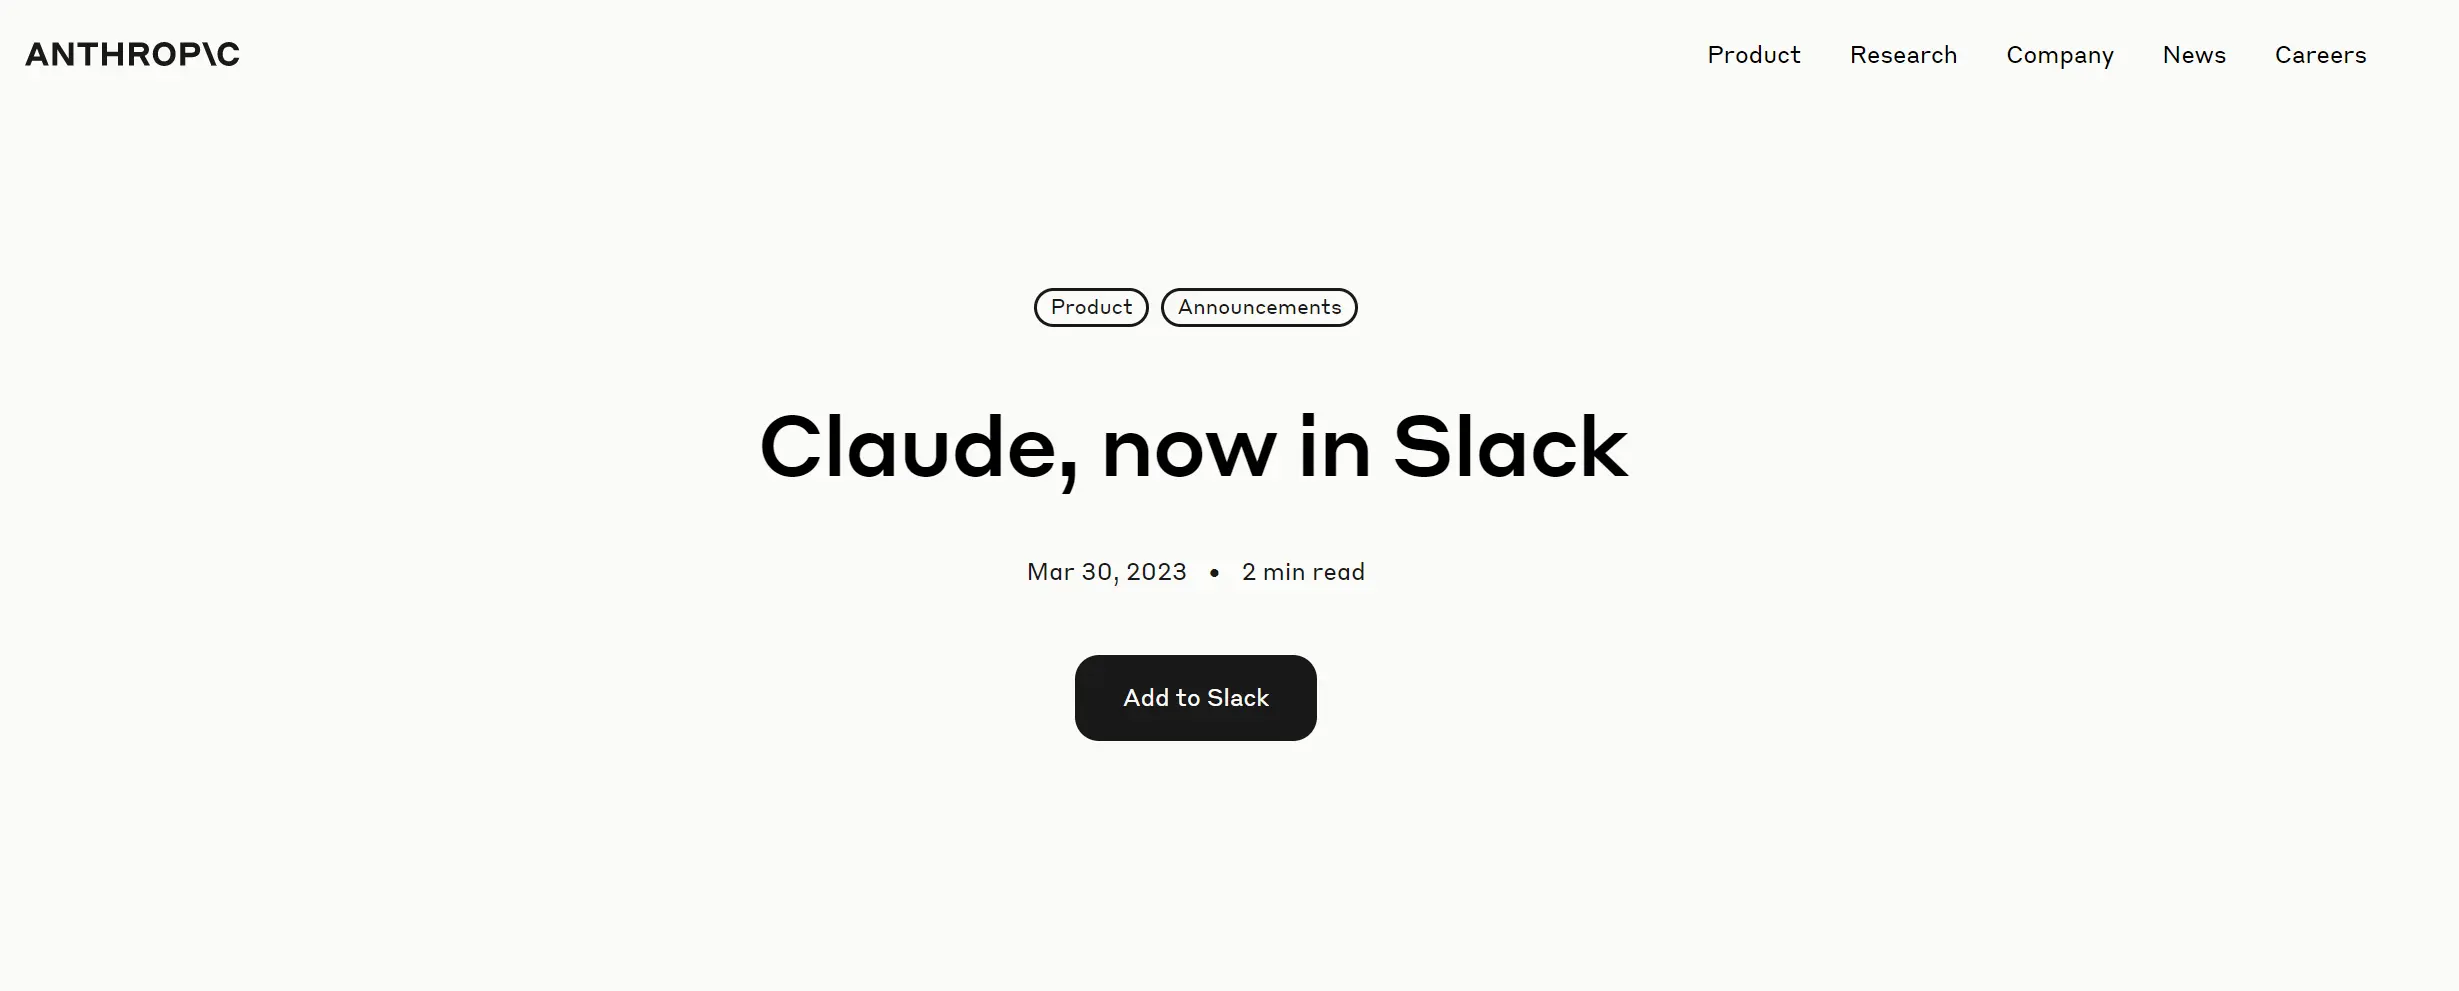 ANTHROP\C
Product Research Company News Careers
Product Announcements
Claude, now in Slack
Mar 30, 2023 • 2 min read
Add to Slack